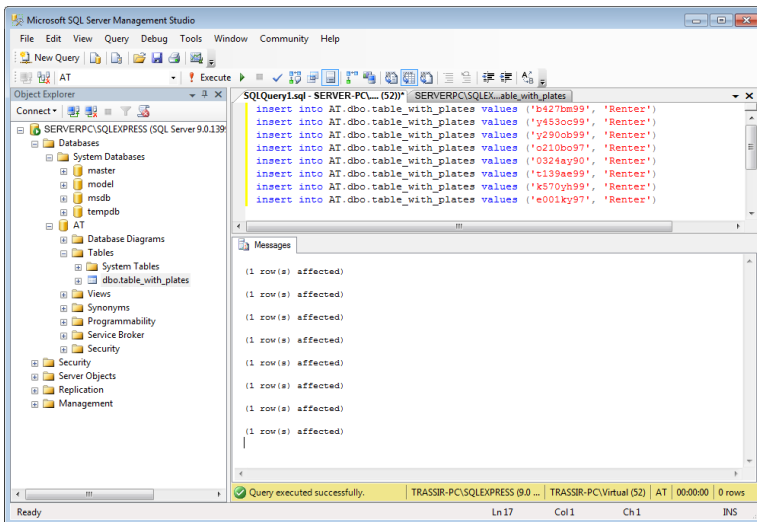 Microsoft SQL Server Management Studio
File Edit View Query Debug Tools Window Community Help
New Query
AT Execute
Object Explorer
Connect
SERVERPC\SQLEXPRESS (SQL Server 9.0.139
Databases
System Databases
master
model
msdb
tempdb
AT
Database Diagrams
Tables
System Tables
dbo.table_with_plates
Views
Synonyms
Programmability
Service Broker
Security
Security
Server Objects
Replication
Management
SQLQuery1.sql - SERVER-PC\.... (52))* SERVERPC\SQLEX...able_with_plates
insert into AT.dbo.table_with_plates values ('b427bm99', 'Renter')
insert into AT.dbo.table_with_plates values ('y453oc99', 'Renter')
insert into AT.dbo.table_with_plates values ('y290ob99', 'Renter')
insert into AT.dbo.table_with_plates values ('o210bo97', 'Renter')
insert into AT.dbo.table_with_plates values ('0324ay90', 'Renter')
insert into AT.dbo.table_with_plates values ('t139ae99', 'Renter')
insert into AT.dbo.table_with_plates values ('k570yh99', 'Renter')
insert into AT.dbo.table_with_plates values ('e001ky97', 'Renter')
Messages
(1 row(s) affected)
(1 row(s) affected)
(1 row(s) affected)
(1 row(s) affected)
(1 row(s) affected)
(1 row(s) affected)
(1 row(s) affected)
(1 row(s) affected)
Query executed successfully. TRASSIR-PC\SQLEXPRESS (9.0 ... TRASSIR-PC\Virtual (52) AT 00:00:00 0 rows
Ready Ln 17 Col 1 Ch 1 INS